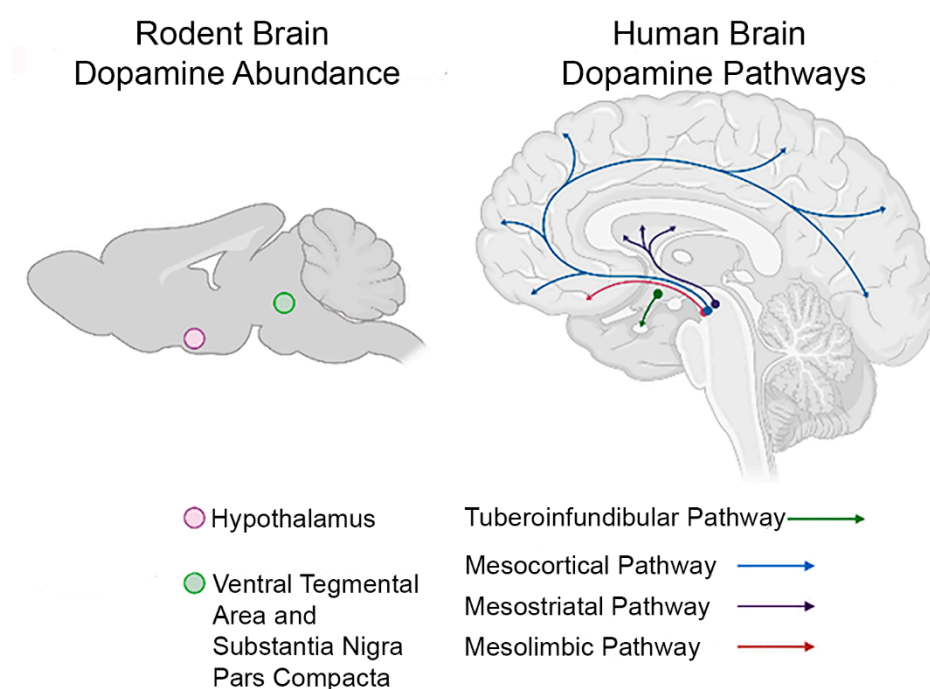 Rodent Brain
Dopamine Abundance
Human Brain
Dopamine Pathways
Hypothalamus
Ventral Tegmental
Area and
Substantia Nigra
Pars Compacta
Tuberoinfundibular Pathway
Mesocortical Pathway
Mesostriatal Pathway
Mesolimbic Pathway